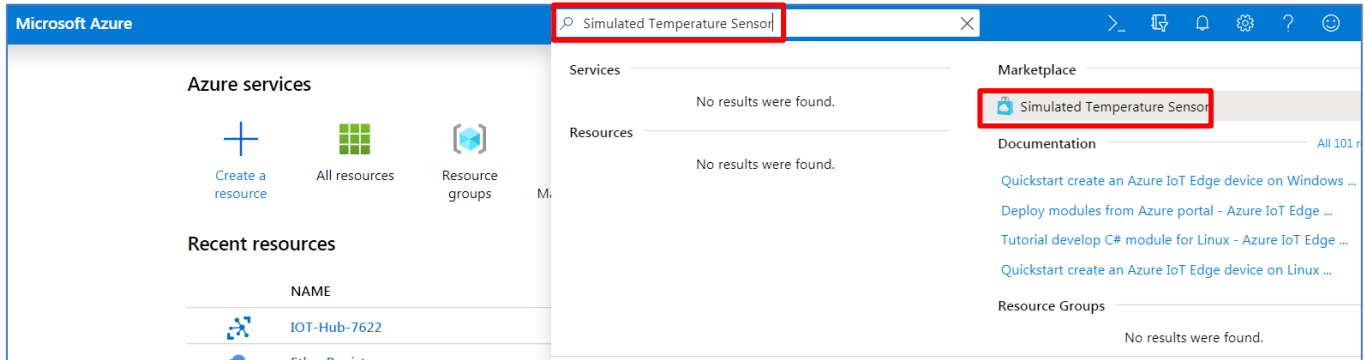 Microsoft Azure
Simulated Temperature Sensor
Azure services
Create a resource
All resources
Resource groups
Recent resources
NAME
IOT-Hub-7622
Services
No results were found.
Resources
No results were found.
Marketplace
Simulated Temperature Sensor
Documentation
All 101
Quickstart create an Azure IoT Edge device on Windows ...
Deploy modules from Azure portal - Azure IoT Edge ...
Tutorial develop C# module for Linux - Azure IoT Edge ...
Quickstart create an Azure IoT Edge device on Linux ...
Resource Groups
No results were found.